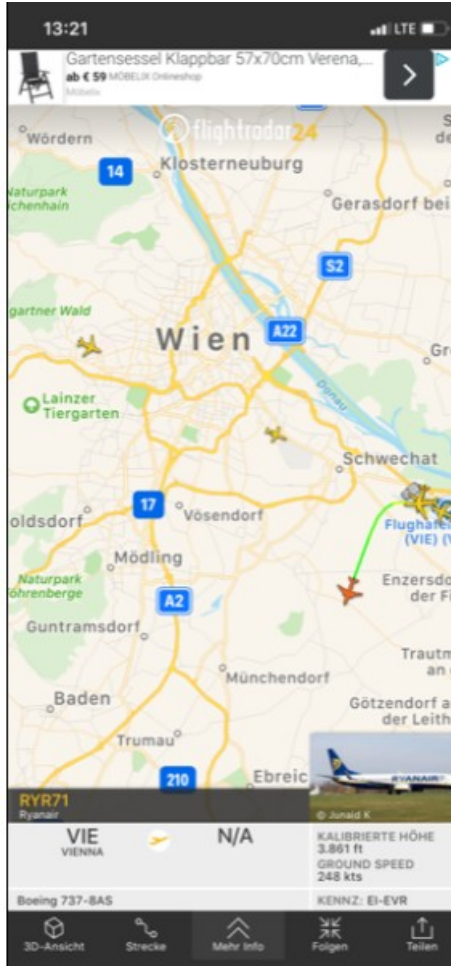 13:21
LTE
Gartensessel Klappbar 57x70cm Verena,...
ab € 59 MÖBELIX Onlineshop
Möbelix
flightradar24
Wördern
14
Klosterneuburg
Naturpark
Gerasdorf bei
S2
gartner Wald
Wien
A22
Lainzer
Tiergarten
Donau
Schwechat
17
oldsdorf
Vösendorf
Flughafen
(VIE) (V
Mödling
Naturpark
öhrenberge
A2
Enzersdo
der Fi
Guntramsdorf
Trautm
an
Münchendorf
Baden
Götzendorf a
der Leith
Trumau
210
Ebreic
RYR71
Ryanair
RYANAIR
© Junaid K
VIE
VIENNA
N/A
KALIBRIERTE HÖHE
3.861 ft
GROUND SPEED
248 kts
Boeing 737-8AS
KENNZ: EI-EVR
3D-Ansicht
Strecke
Mehr Info
Folgen
Teilen